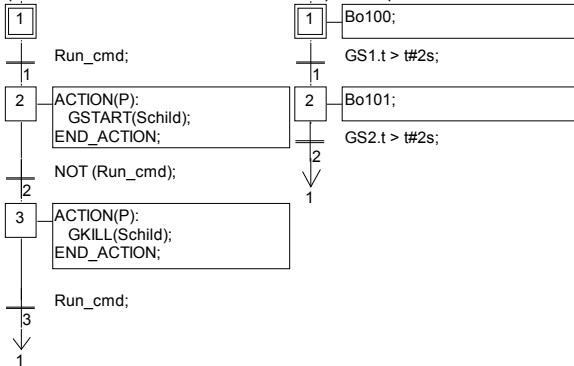 1
Run_cmd;
1
2
ACTION(P):
GSTART(Schild);
END_ACTION;
NOT (Run_cmd);
2
3
ACTION(P):
GKILL(Schild);
END_ACTION;
Run_cmd;
3
1
1
Bo100;
GS1.t > t#2s;
1
2
Bo101;
GS2.t > t#2s;
2
1